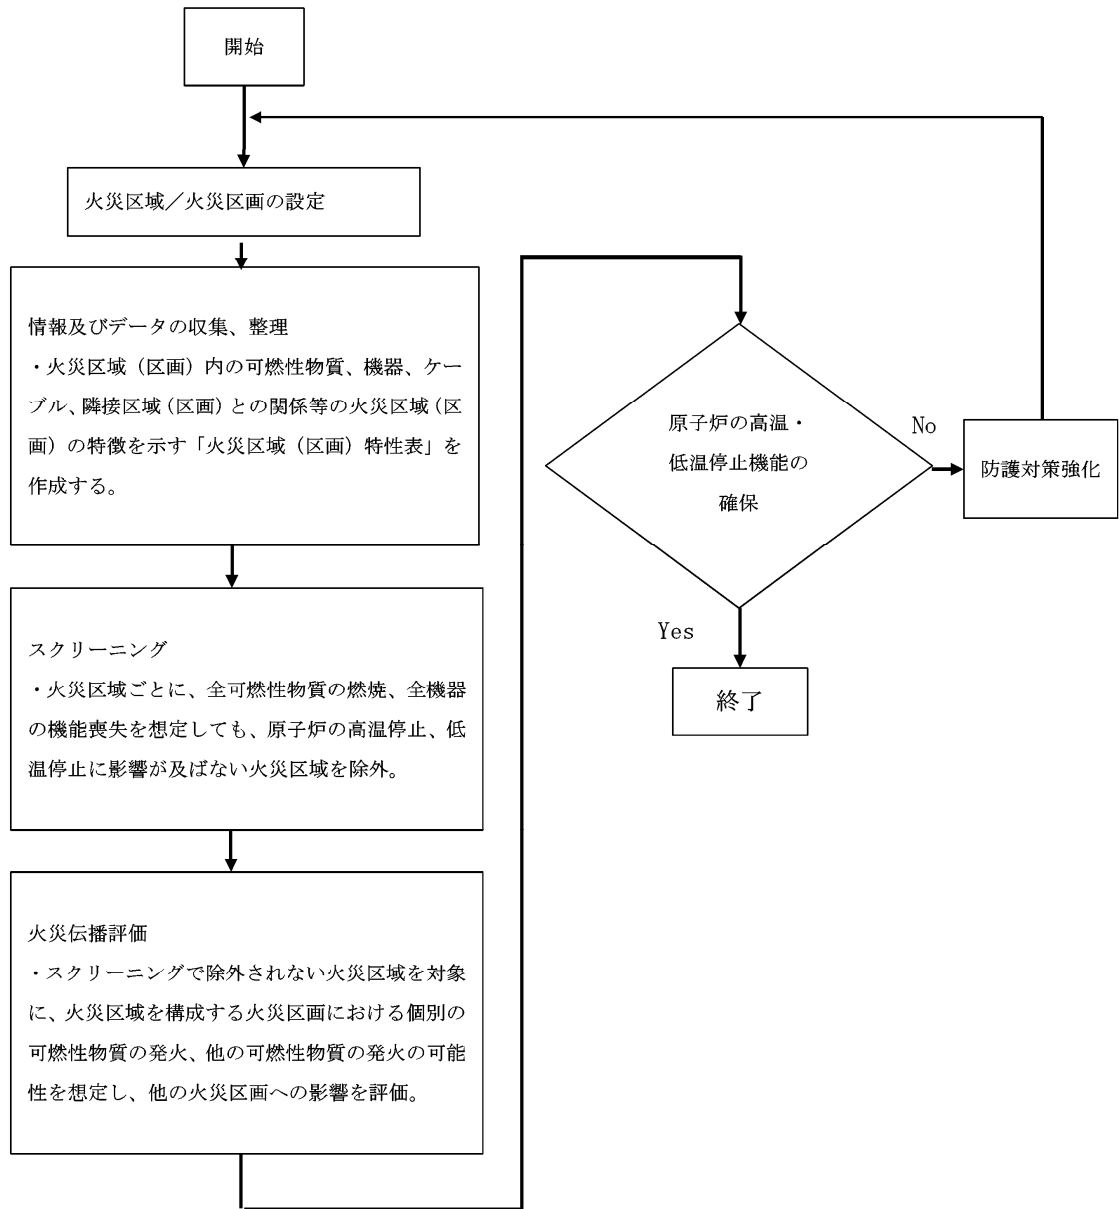 開始
火災区域／火災区画の設定
情報及びデータの収集、整理
・火災区域（区画）内の可燃性物質、機器、ケー
ブル、隣接区域（区画）との関係等の火災区域（区
画）の特徴を示す「火災区域（区画）特性表」を
作成する。
スクリーニング
・火災区域ごとに、全可燃性物質の燃焼、全機器
の機能喪失を想定しても、原子炉の高温停止、低
温停止に影響が及ばない火災区域を除外。
火災伝播評価
・スクリーニングで除外されない火災区域を対象
に、火災区域を構成する火災区画における個別の
可燃性物質の発火、他の可燃性物質の発火の可能
性を想定し、他の火災区画への影響を評価。
原子炉の高温・
低温停止機能の
確保
No
防護対策強化
Yes
終了